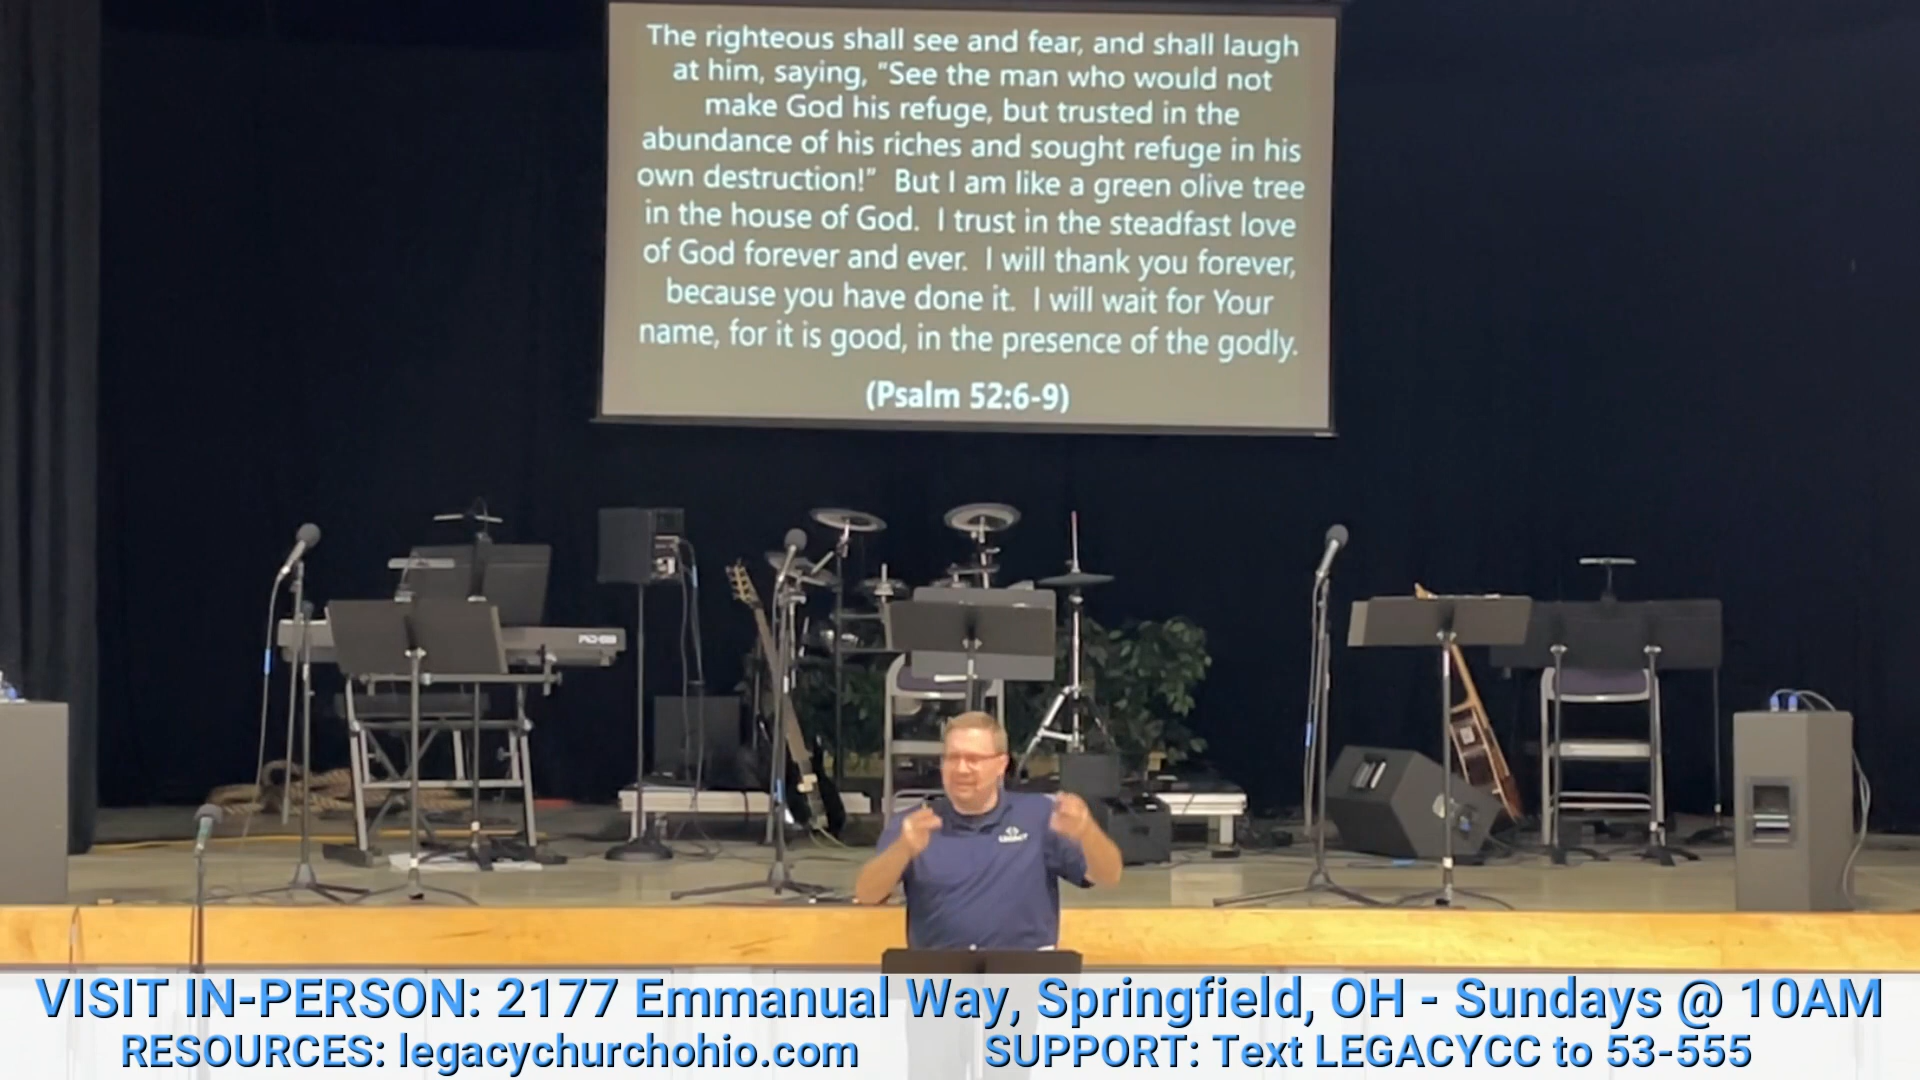 The righteous shall see and fear, and shall laugh
at him, saying, "See the man who would not
make God his refuge, but trusted in the
abundance of his riches and sought refuge in his
own destruction!" But I am like a green olive tree
in the house of God. I trust in the steadfast love
of God forever and ever. I will thank you forever,
because you have done it. I will wait for Your
name, for it is good, in the presence of the godly.
(Psalm 52:6-9)
LEGACY
VISIT IN-PERSON: 2177 Emmanual Way, Springfield, OH - Sundays @ 10AM
RESOURCES: legacychurchohio.com SUPPORT: Text LEGACYCC to 53-555